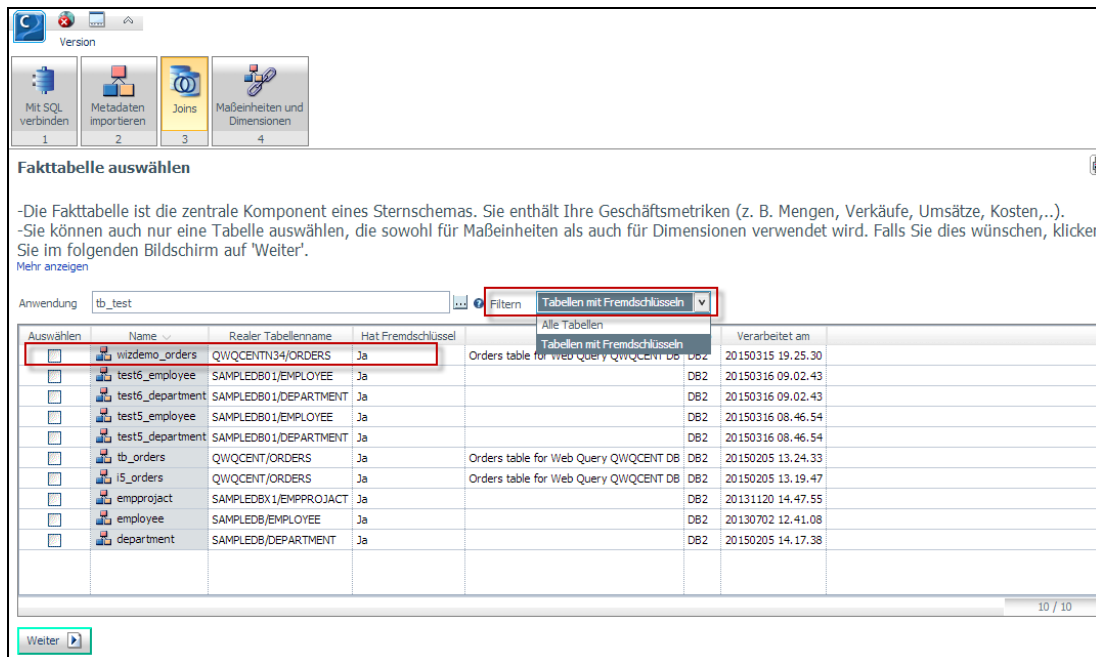 Version
Mit SQL verbinden
1
Metadaten importieren
2
Joins
3
Maßeinheiten und Dimensionen
4
Fakttabelle auswählen
-Die Fakttabelle ist die zentrale Komponent eines Sternschemas. Sie enthält Ihre Geschäftsmetriken (z. B. Mengen, Verkäufe, Umsätze, Kosten,..).
-Sie können auch nur eine Tabelle auswählen, die sowohl für Maßeinheiten als auch für Dimensionen verwendet wird. Falls Sie dies wünschen, klicken
Sie im folgenden Bildschirm auf 'Weiter'.
Mehr anzeigen
Anwendung tb_test ... Filtern Tabellen mit Fremdschlüsseln
Alle Tabellen
Tabellen mit Fremdschlüsseln
Auswählen Name Realer Tabellenname Hat Fremdschlüssel Verarbeitet am
wizdemo_orders QWQCENTN34/ORDERS Ja Orders table for Web Query QWQCENT DB DB2 20150315 19.25.30
test6_employee SAMPLEDB01/EMPLOYEE Ja DB2 20150316 09.02.43
test6_department SAMPLEDB01/DEPARTMENT Ja DB2 20150316 09.02.43
test5_employee SAMPLEDB01/EMPLOYEE Ja DB2 20150316 08.46.54
test5_department SAMPLEDB01/DEPARTMENT Ja DB2 20150316 08.46.54
tb_orders QWQCENT/ORDERS Ja Orders table for Web Query QWQCENT DB DB2 20150205 13.24.33
i5_orders QWQCENT/ORDERS Ja Orders table for Web Query QWQCENT DB DB2 20150205 13.19.47
empprojact SAMPLEDBX1/EMPPROJACT Ja DB2 20131120 14.47.55
employee SAMPLEDB/EMPLOYEE Ja DB2 20130702 12.41.08
department SAMPLEDB/DEPARTMENT Ja DB2 20150205 14.17.38
10 / 10
Weiter